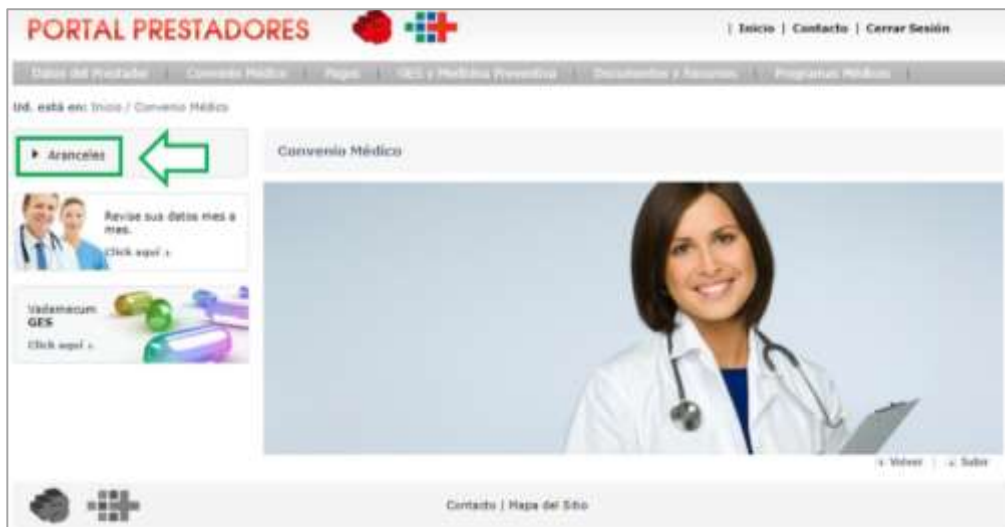 PORTAL PRESTADORES
| Inicio | Contacto | Cerrar Sesión
Datos del Prestador | Convenio Médico | Pagos | GES y Medicina Preventiva | Documentos y Recursos | Programas Médicos |
Ud. está en: Inicio / Convenio Médico
Aranceles
Convenio Médico
Revise sus datos mes a
mes.
Click aquí
Vademecum
GES
Click aquí
Volver | Subir
Contacto | Mapa del Sitio